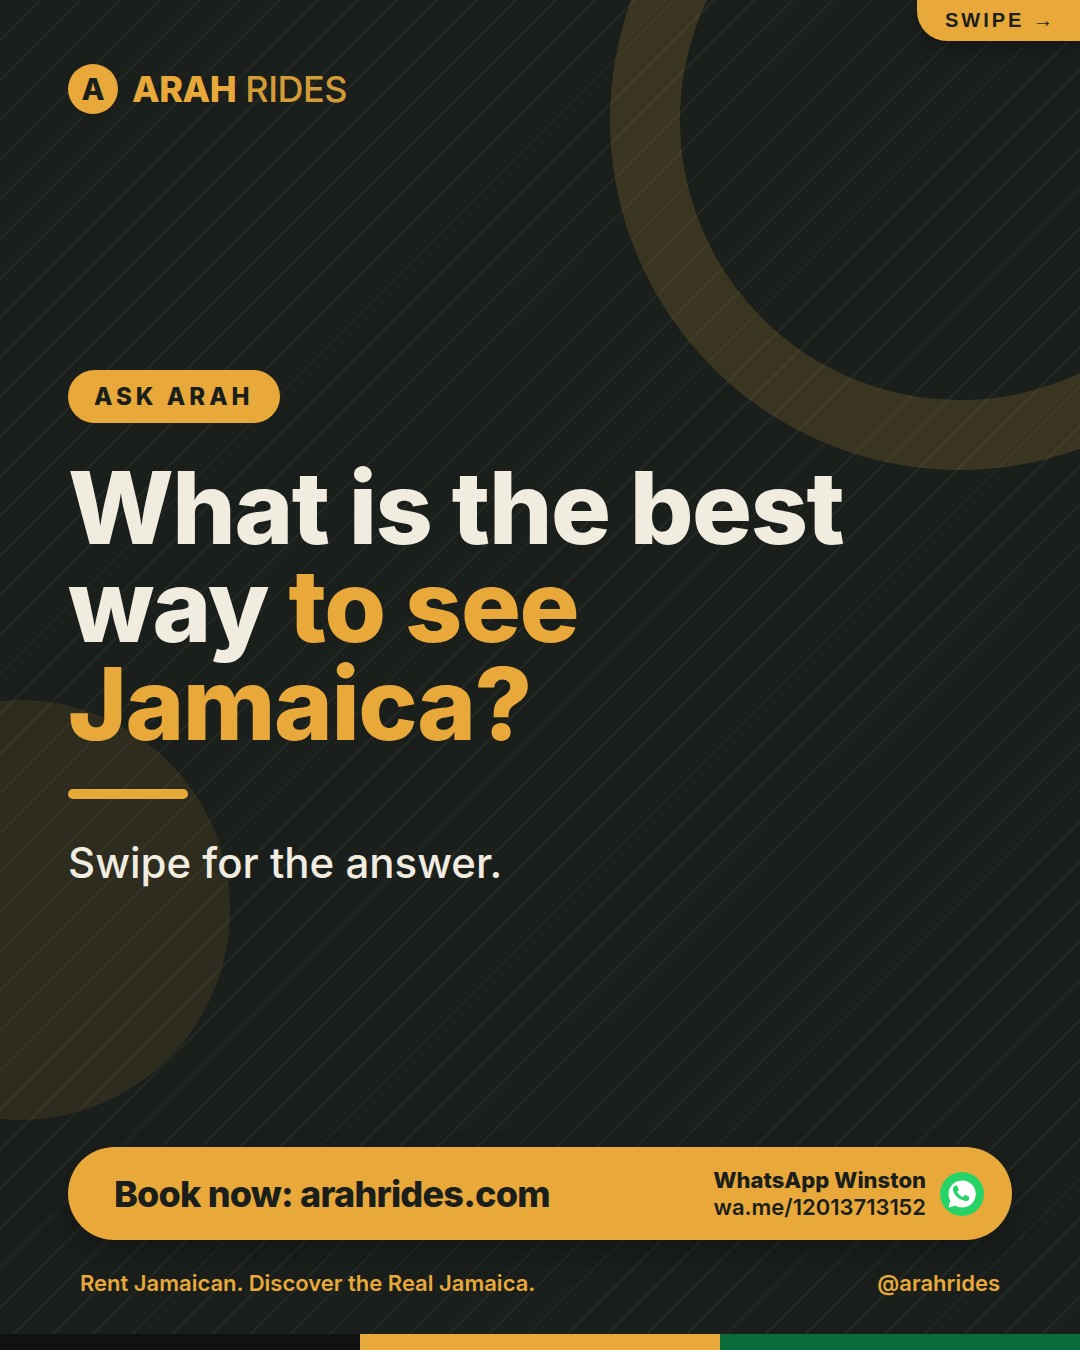 SWIPE →
A ARAH RIDES
ASK ARAH
What is the best
way to see
Jamaica?
Swipe for the answer.
Book now: arahrides.com
WhatsApp Winston
wa.me/12013713152
Rent Jamaican. Discover the Real Jamaica.
@arahrides